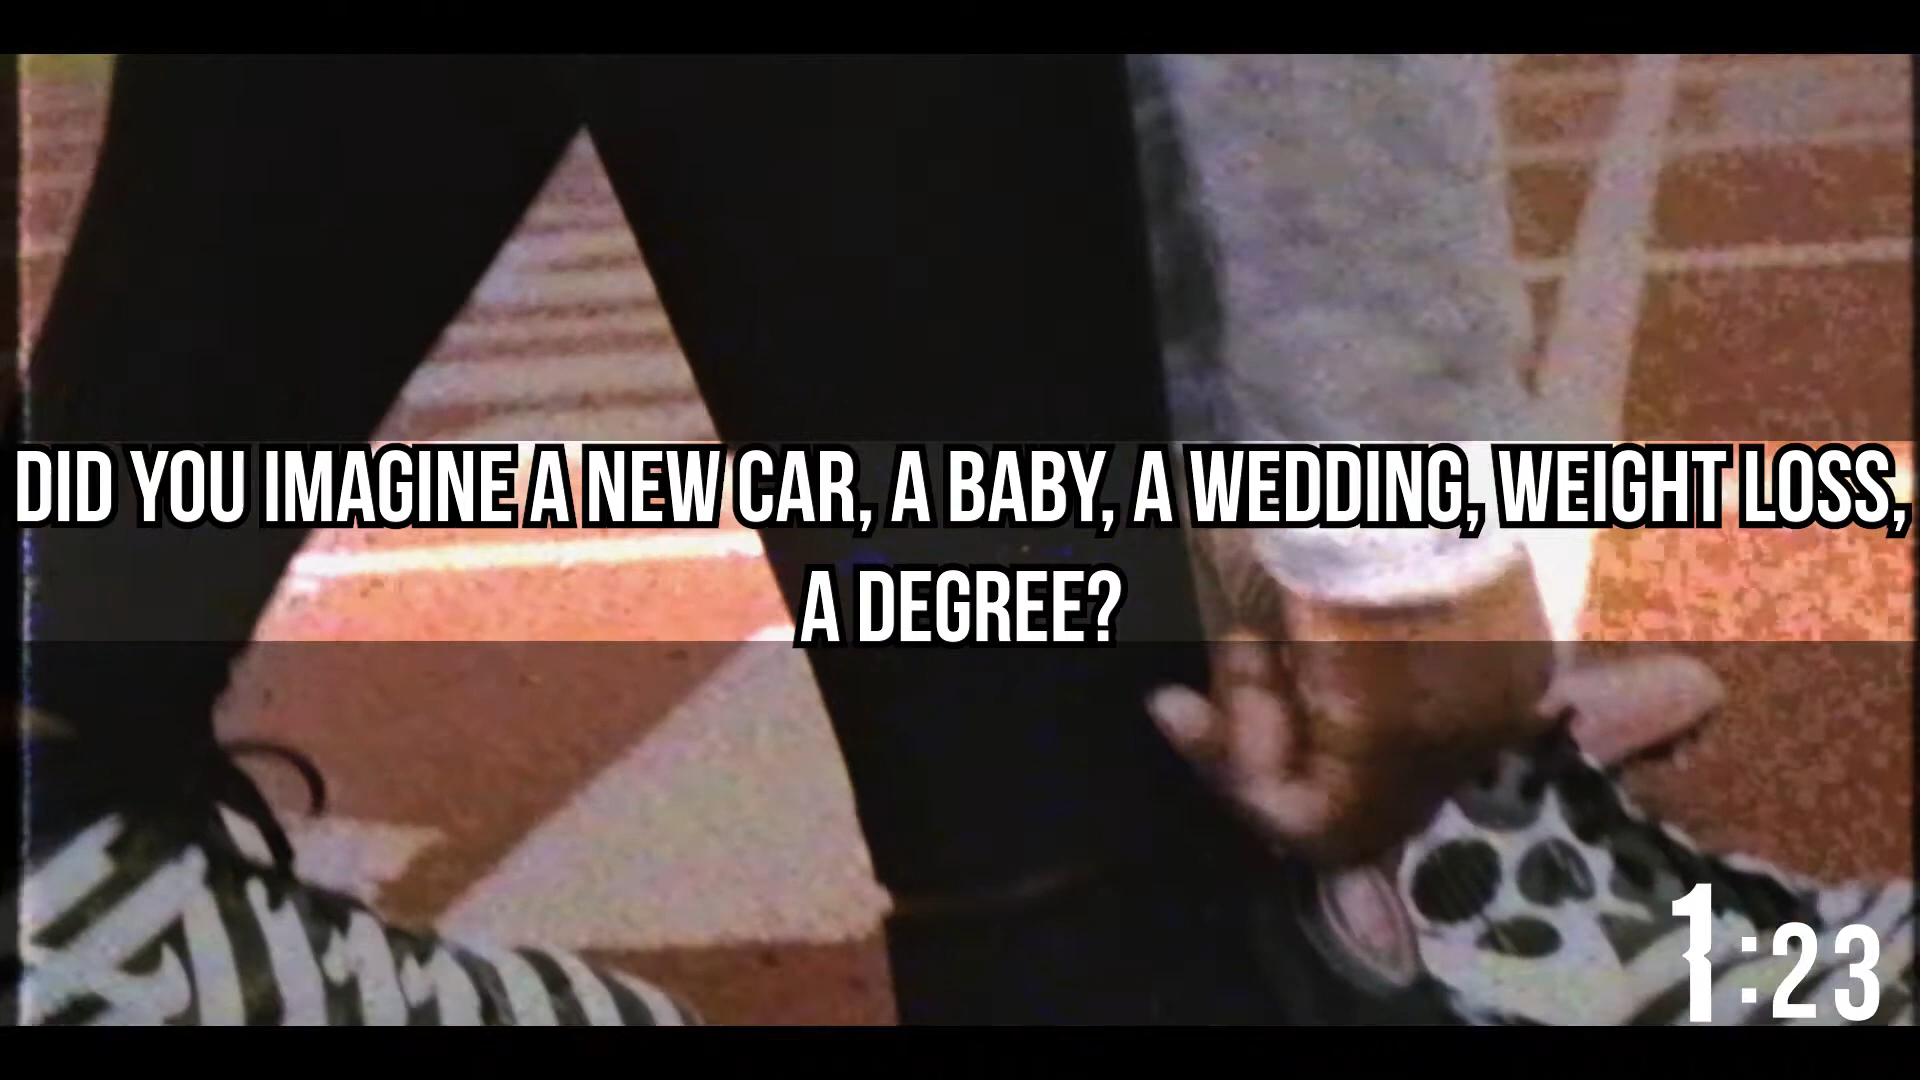 DID YOU IMAGINE A NEW CAR, A BABY, A WEDDING, WEIGHT LOSS,
A DEGREE?
1:23